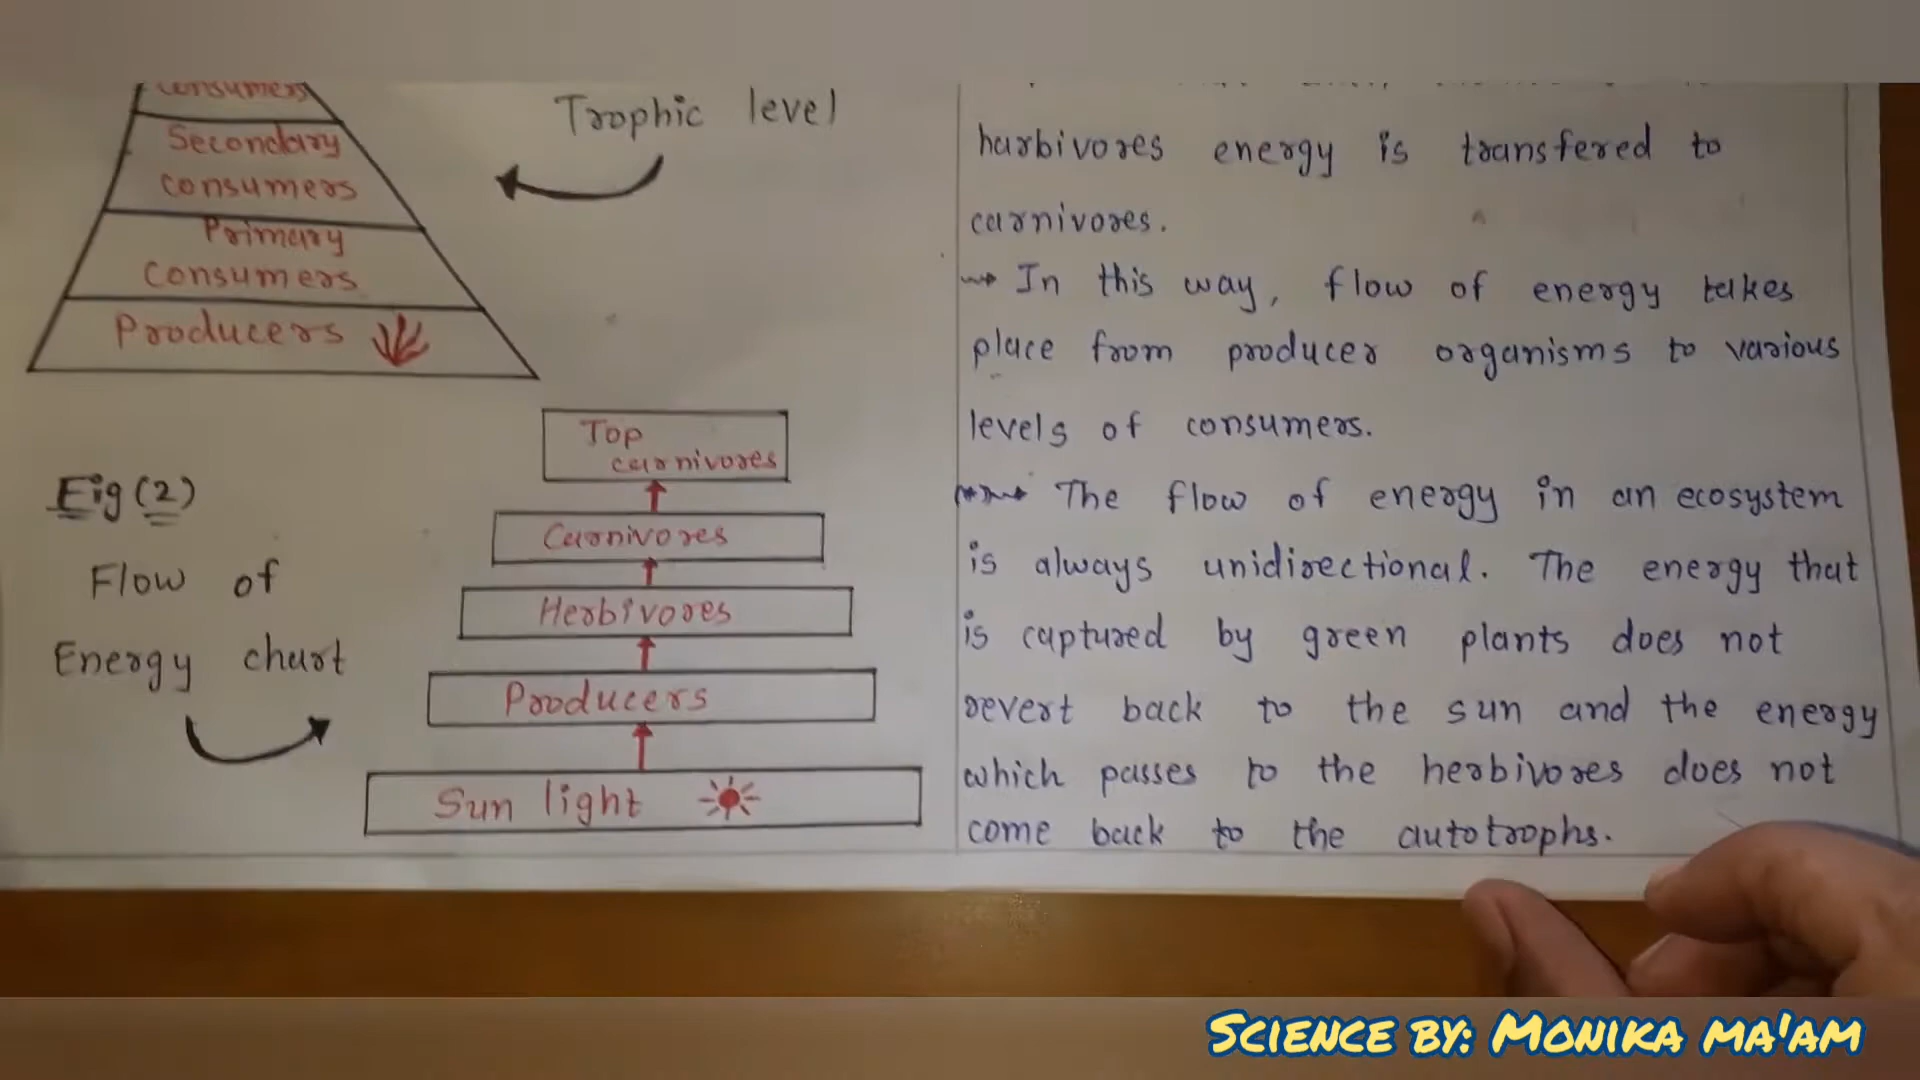 consumers
Secondary
consumers
Primary
Consumers
Producers
Trophic level
Fig (2)
Flow of
Energy chart
Top
carnivores
Carnivores
Herbivores
Producers
Sun light
harbivores energy is transfered to
carnivores.
In this way, flow of energy takes
place from producer organisms to various
levels of consumers.
The flow of energy in an ecosystem
is always unidirectional. The energy that
is captured by green plants does not
revert back to the sun and the energy
which passes to the herbivores does not
come back to the autotrophs.
Science by: Monika ma'am